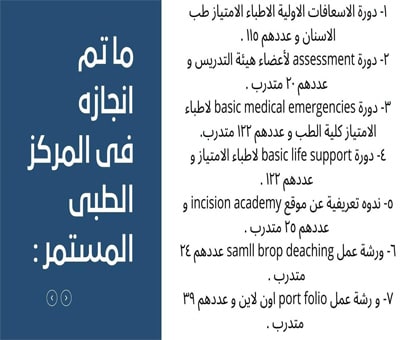 ما تم
انجازه
فى المركز
الطبى
المستمر :
١- دورة الاسعافات الاولية الاطباء الامتياز طب
الاسنان و عددهم ١١٥ .
٢- دورة assessment لأعضاء هيئة التدريس و
عددهم ٢٠ متدرب .
٣- دورة basic medical emergencies لاطباء
الامتياز كلية الطب و عددهم ١٢٢ متدرب.
٤- دورة basic life support لاطباء الامتياز و
عددهم ١٢٢ .
٥- ندوه تعريفية عن موقع incision academy و
عددهم ٢٥ متدرب .
٦- ورشة عمل samll brop deaching عددهم ٢٤
متدرب .
٧- و رشة عمل port folio اون لاين و عددهم ٣٩
متدرب .